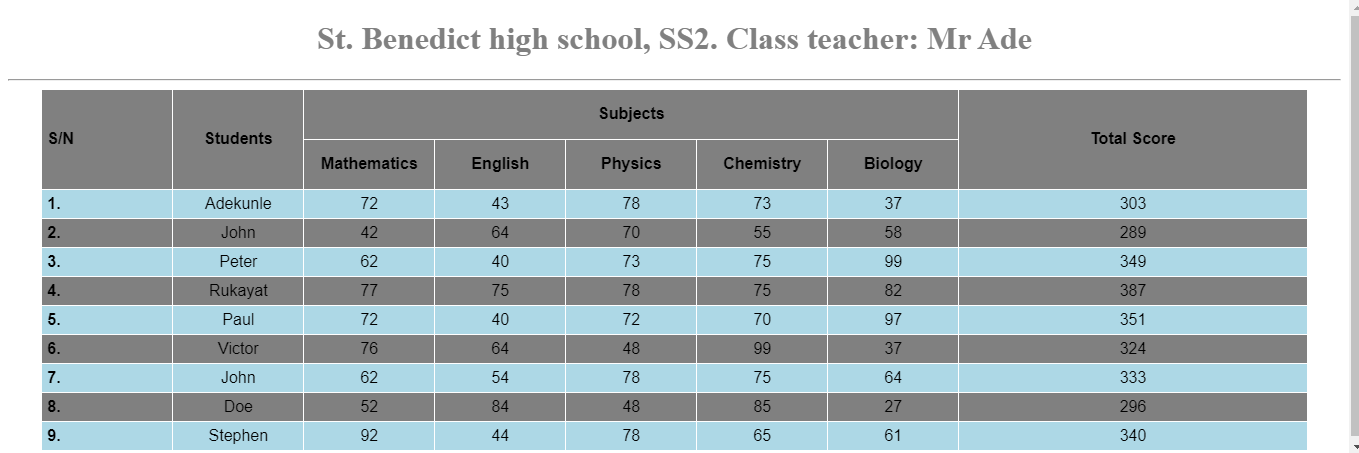 St. Benedict high school, SS2. Class teacher: Mr Ade
S/N Students Subjects Total Score
Mathematics English Physics Chemistry Biology
1. Adekunle 72 43 78 73 37 303
2. John 42 64 70 55 58 289
3. Peter 62 40 73 75 99 349
4. Rukayat 77 75 78 75 82 387
5. Paul 72 40 72 70 97 351
6. Victor 76 64 48 99 37 324
7. John 62 54 78 75 64 333
8. Doe 52 84 48 85 27 296
9. Stephen 92 44 78 65 61 340